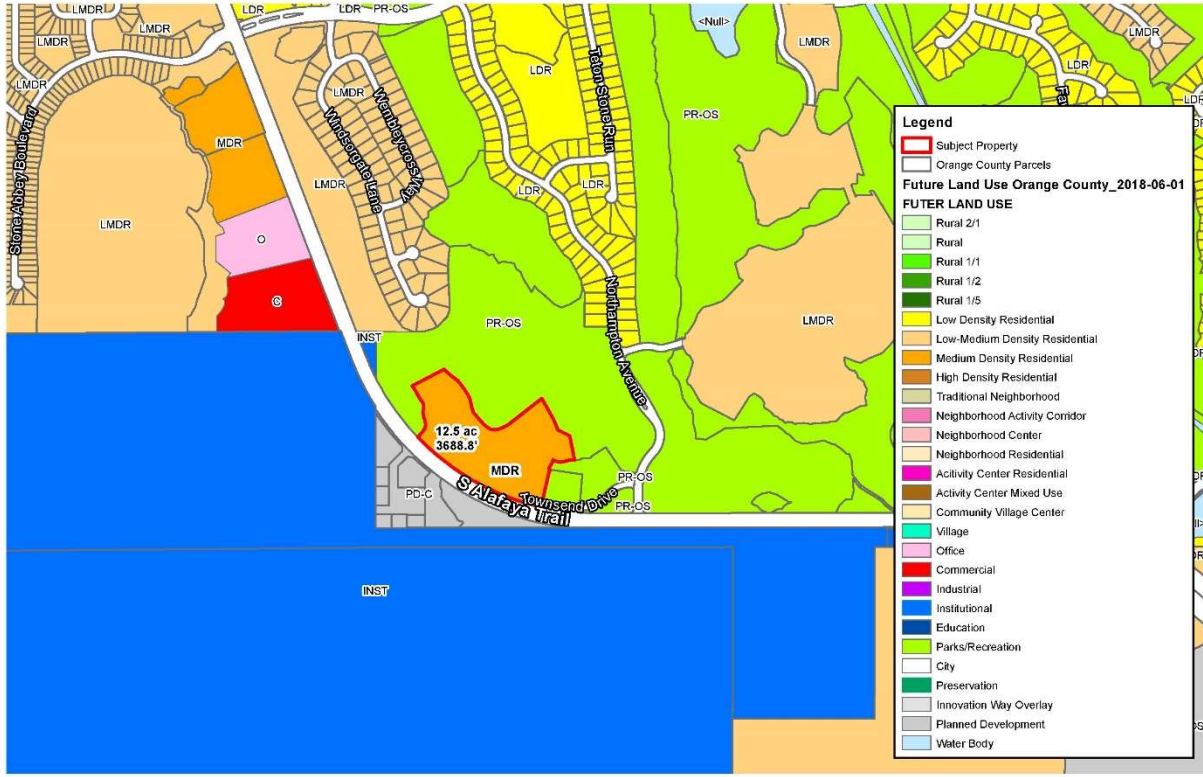 LMDR
LMDR
LDR
LDR
PR-OS
<Null>
LMDR
LMDR
LMDR
LMDR
LDR
LDR
Stone Abbey Boulevard
LMDR
MDR
O
C
LMDR
LMDR
Windsorgate Lane
Wembleycross Way
LDR
Teton Stone Run
LDR
LDR
Northampton Avenue
PR-OS
PR-OS
LMDR
INST
12.5 ac
3688.8'
MDR
PD-C
S Alafaya Trail
Townsend Drive
PR-OS
PR-OS
INST
Legend
Subject Property
Orange County Parcels
Future Land Use Orange County_2018-06-01
FUTER LAND USE
Rural 2/1
Rural
Rural 1/1
Rural 1/2
Rural 1/5
Low Density Residential
Low-Medium Density Residential
Medium Density Residential
High Density Residential
Traditional Neighborhood
Neighborhood Activity Corridor
Neighborhood Center
Neighborhood Residential
Acitivity Center Residential
Activity Center Mixed Use
Community Village Center
Village
Office
Commercial
Industrial
Institutional
Education
Parks/Recreation
City
Preservation
Innovation Way Overlay
Planned Development
Water Body